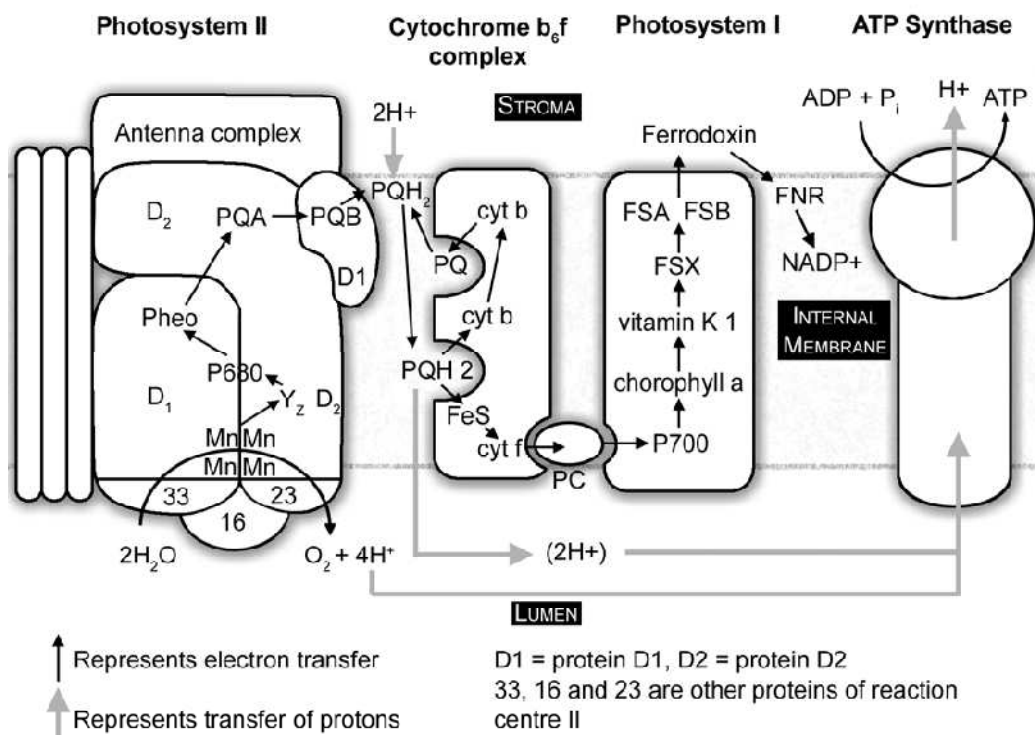 Photosystem II
Cytochrome b₆f
complex
Photosystem I
ATP Synthase
STROMA
2H+
ADP + Pᵢ
H+
ATP
Antenna complex
Ferrodoxin
D₂
PQA
PQB
PQH₂
cyt b
FSA
FSB
FNR
D1
PQ
FSX
NADP+
Pheo
cyt b
vitamin K 1
INTERNAL
MEMBRANE
P680
PQH 2
chorophyll a
D₁
Y_Z
D₂
FeS
Mn
Mn
cyt f
P700
Mn
Mn
PC
33
23
16
2H₂O
O₂ + 4H⁺
(2H+)
LUMEN
Represents electron transfer
Represents transfer of protons
D1 = protein D1, D2 = protein D2
33, 16 and 23 are other proteins of reaction
centre II